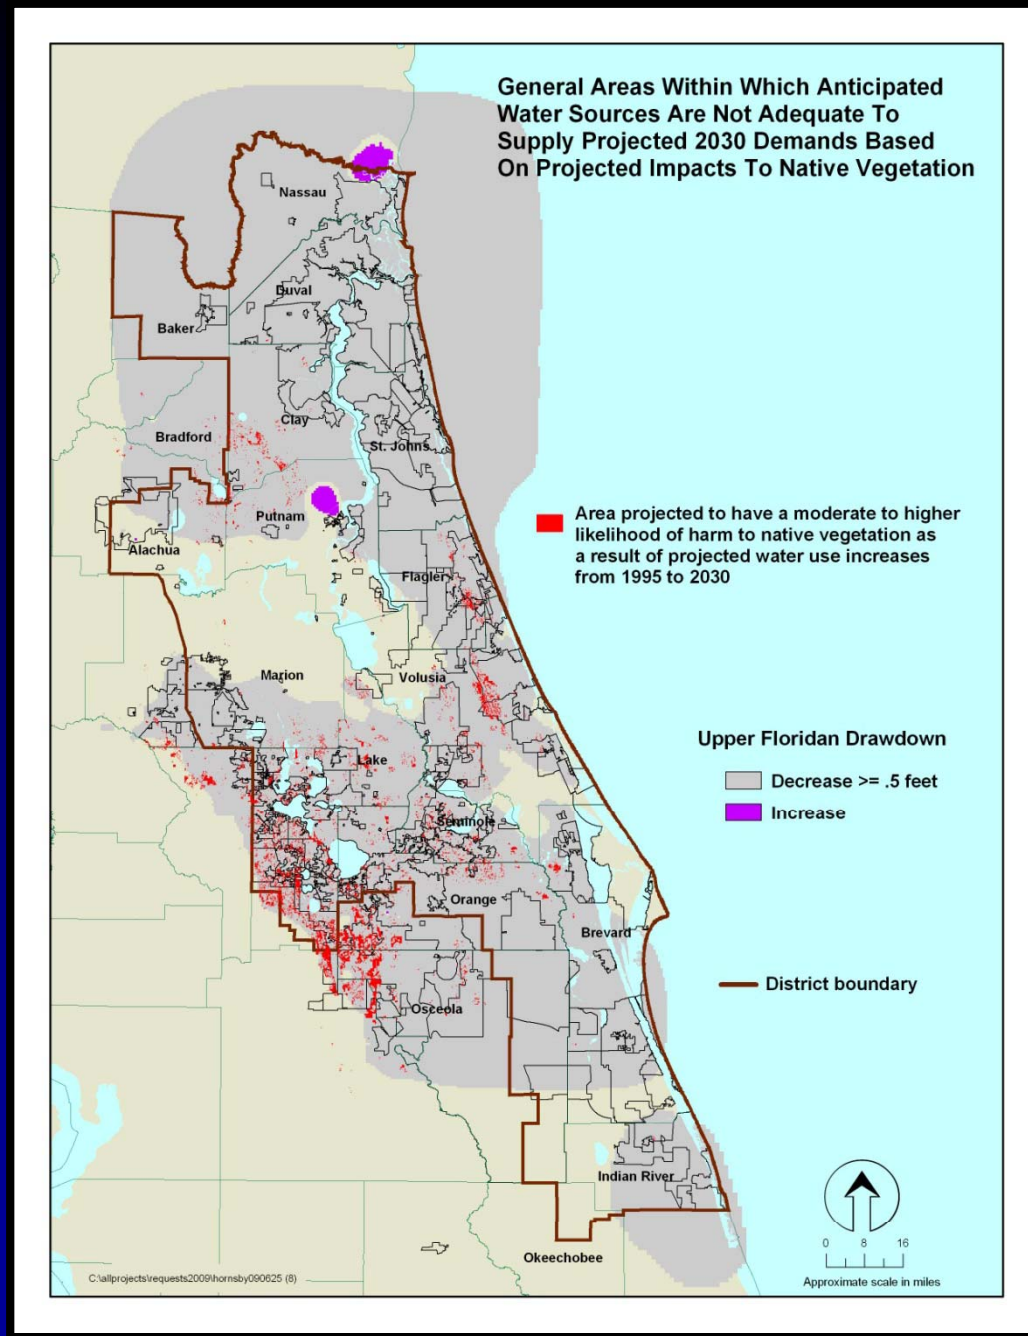 General Areas Within Which Anticipated
Water Sources Are Not Adequate To
Supply Projected 2030 Demands Based
On Projected Impacts To Native Vegetation
Nassau
Duval
Baker
Clay
Bradford
St. Johns
Putnam
Alachua
Flagler
Marion
Volusia
Lake
Seminole
Orange
Brevard
Osceola
Indian River
Okeechobee
Area projected to have a moderate to higher
likelihood of harm to native vegetation as
a result of projected water use increases
from 1995 to 2030
Upper Floridan Drawdown
Decrease >= .5 feet
Increase
District boundary
0 8 16
Approximate scale in miles
C:\allprojects\requests2009\hornsby090625 (8)